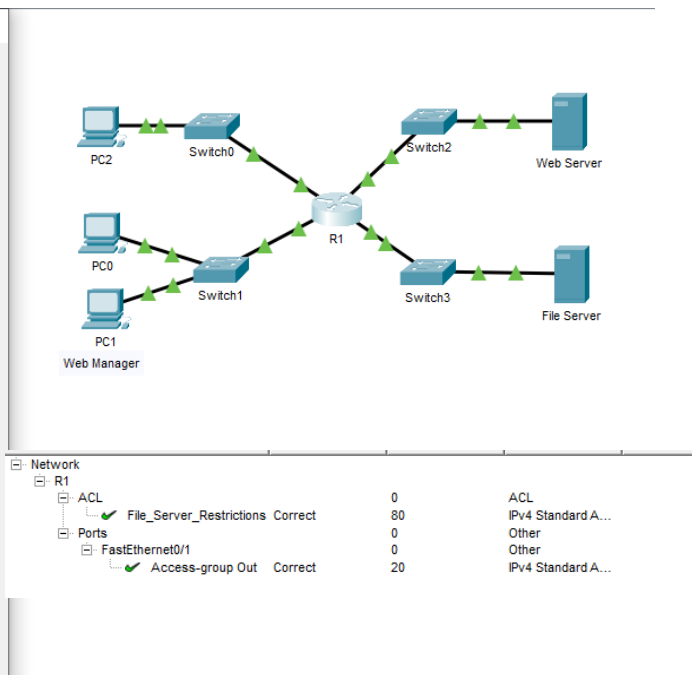 PC2
Switch0
Switch2
Web Server
R1
PC0
Switch1
Switch3
File Server
PC1
Web Manager
Network
R1
ACL 0 ACL
File_Server_Restrictions Correct 80 IPv4 Standard A...
Ports 0 Other
FastEthernet0/1 0 Other
Access-group Out Correct 20 IPv4 Standard A...